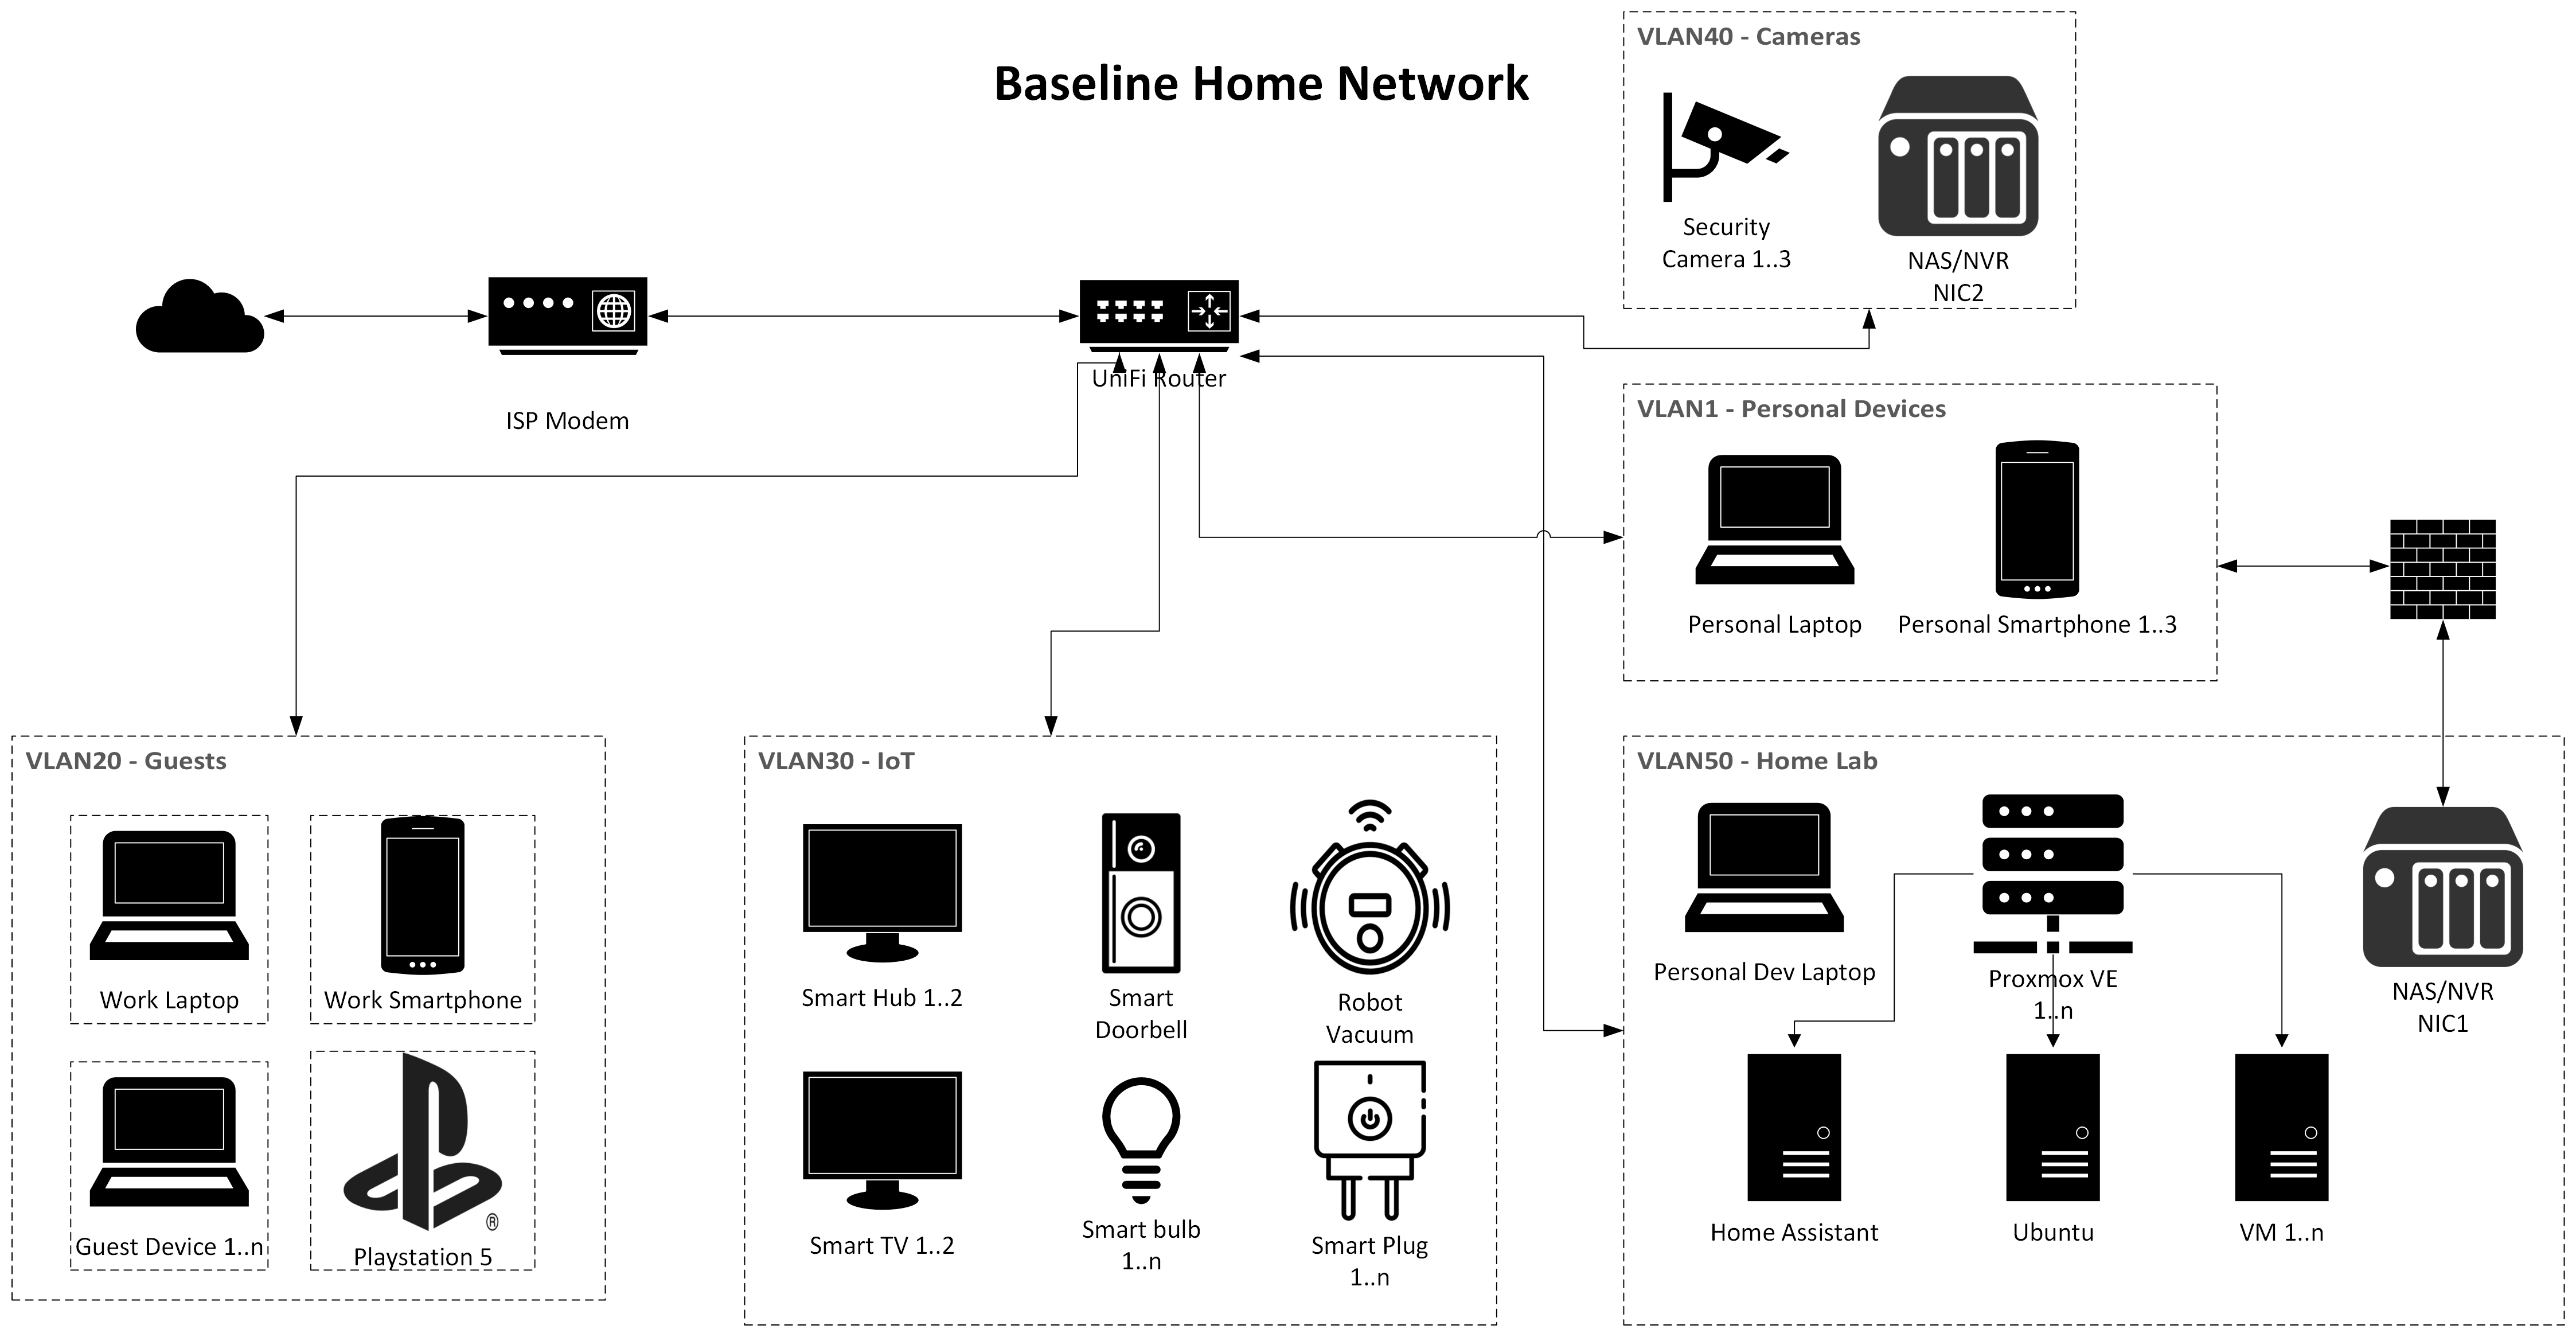 Baseline Home Network
VLAN40 - Cameras
Security
Camera 1..3
NAS/NVR
NIC2
ISP Modem
UniFi Router
VLAN1 - Personal Devices
Personal Laptop
Personal Smartphone 1..3
VLAN20 - Guests
Work Laptop
Work Smartphone
Guest Device 1..n
®
Playstation 5
VLAN30 - IoT
Smart Hub 1..2
Smart
Doorbell
Robot
Vacuum
Smart TV 1..2
Smart bulb
1..n
Smart Plug
1..n
VLAN50 - Home Lab
Personal Dev Laptop
Proxmox VE
1..n
NAS/NVR
NIC1
Home Assistant
Ubuntu
VM 1..n